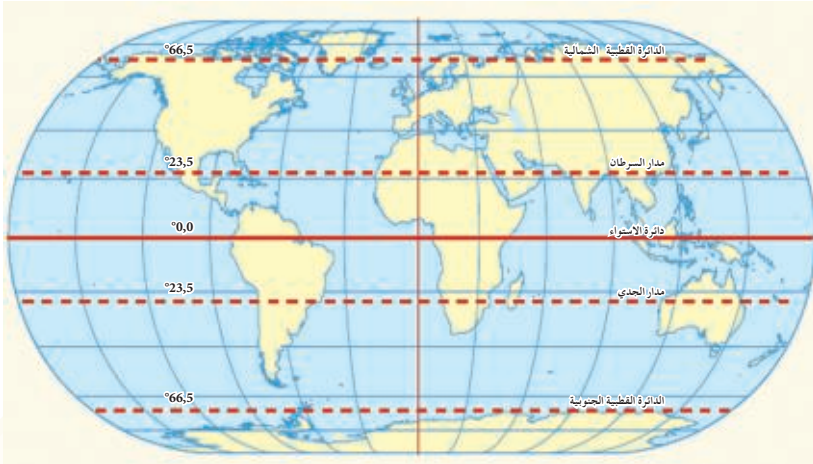 °66,5 الدائرة القطبية الشمالية
°23,5 مدار السرطان
°0,0 دائرة الاستواء
°23,5 مدار الجدي
°66,5 الدائرة القطبية الجنوبية